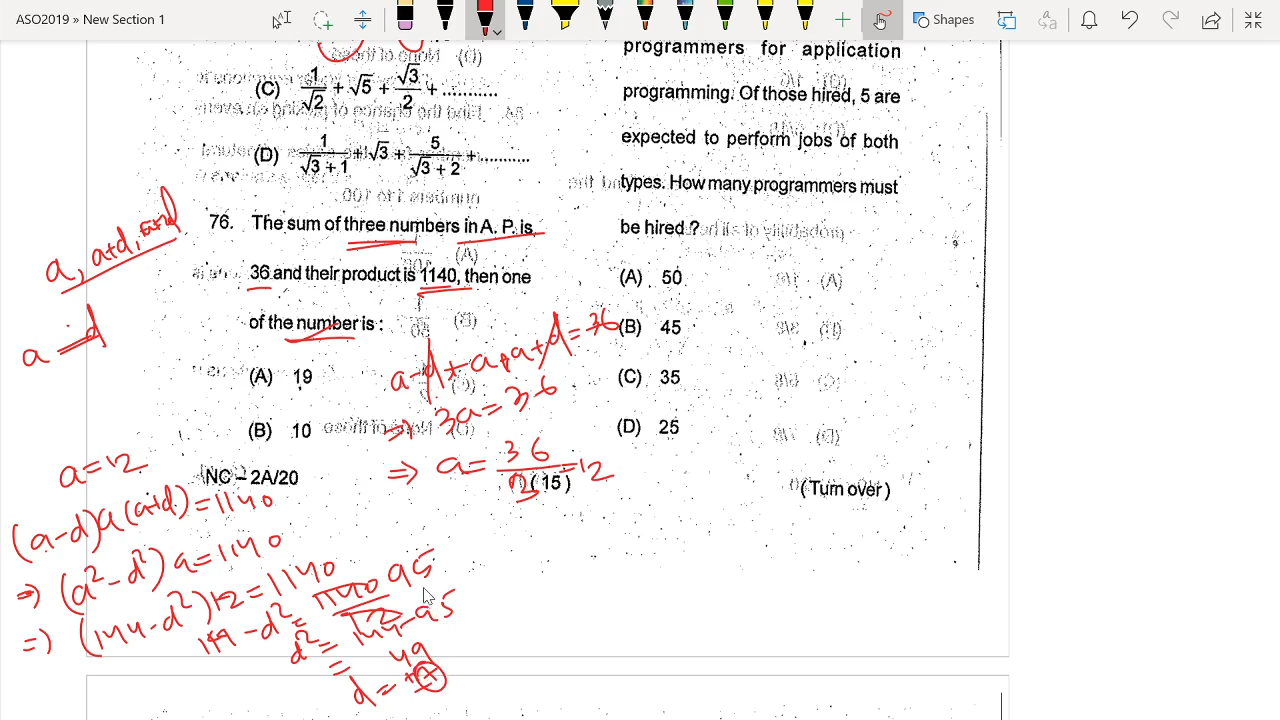 ASO2019 » New Section 1
Shapes
(C) 1/√2 + √5 + √3/2 + ...........
(D) 1/√3 + 1 + √3 + 5/√3 + 2 + ...........
76. The sum of three numbers in A. P. is
36 and their product is 1140, then one
of the number is :
(A) 19
(B) 10
NC – 2A/20
(15)
programmers for application
programming. Of those hired, 5 are
expected to perform jobs of both
types. How many programmers must
be hired ?
(A) 50
(B) 45
(C) 35
(D) 25
(Turn over)
a, a+d,
a-d
a-d+a+a+d=36
⇒ 3a=36
⇒ a=36/3=12
a=12
(a-d)a(a+d)=1140
⇒ (a²-d²)a=1140
⇒ (144-d²)12=1140
144-d²=1140/12 95
d²=144-95
= 49
d=±7